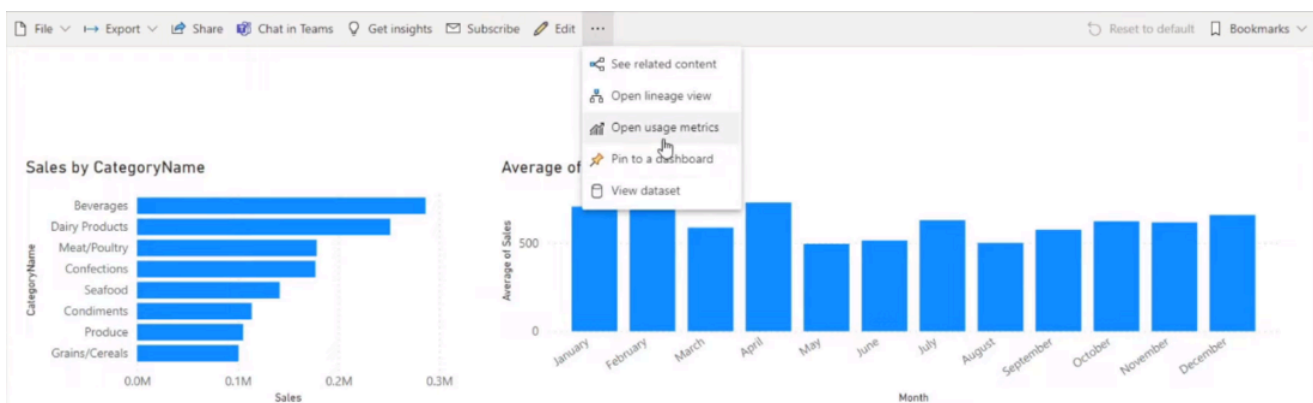 File Export Share Chat in Teams Get insights Subscribe Edit ... Reset to default Bookmarks
See related content
Open lineage view
Open usage metrics
Pin to a dashboard
View dataset
Sales by CategoryName
CategoryName
Beverages
Dairy Products
Meat/Poultry
Confections
Seafood
Condiments
Produce
Grains/Cereals
0.0M 0.1M 0.2M 0.3M
Sales
Average of
Average of Sales
500
0
January February March April May June July August September October November December
Month